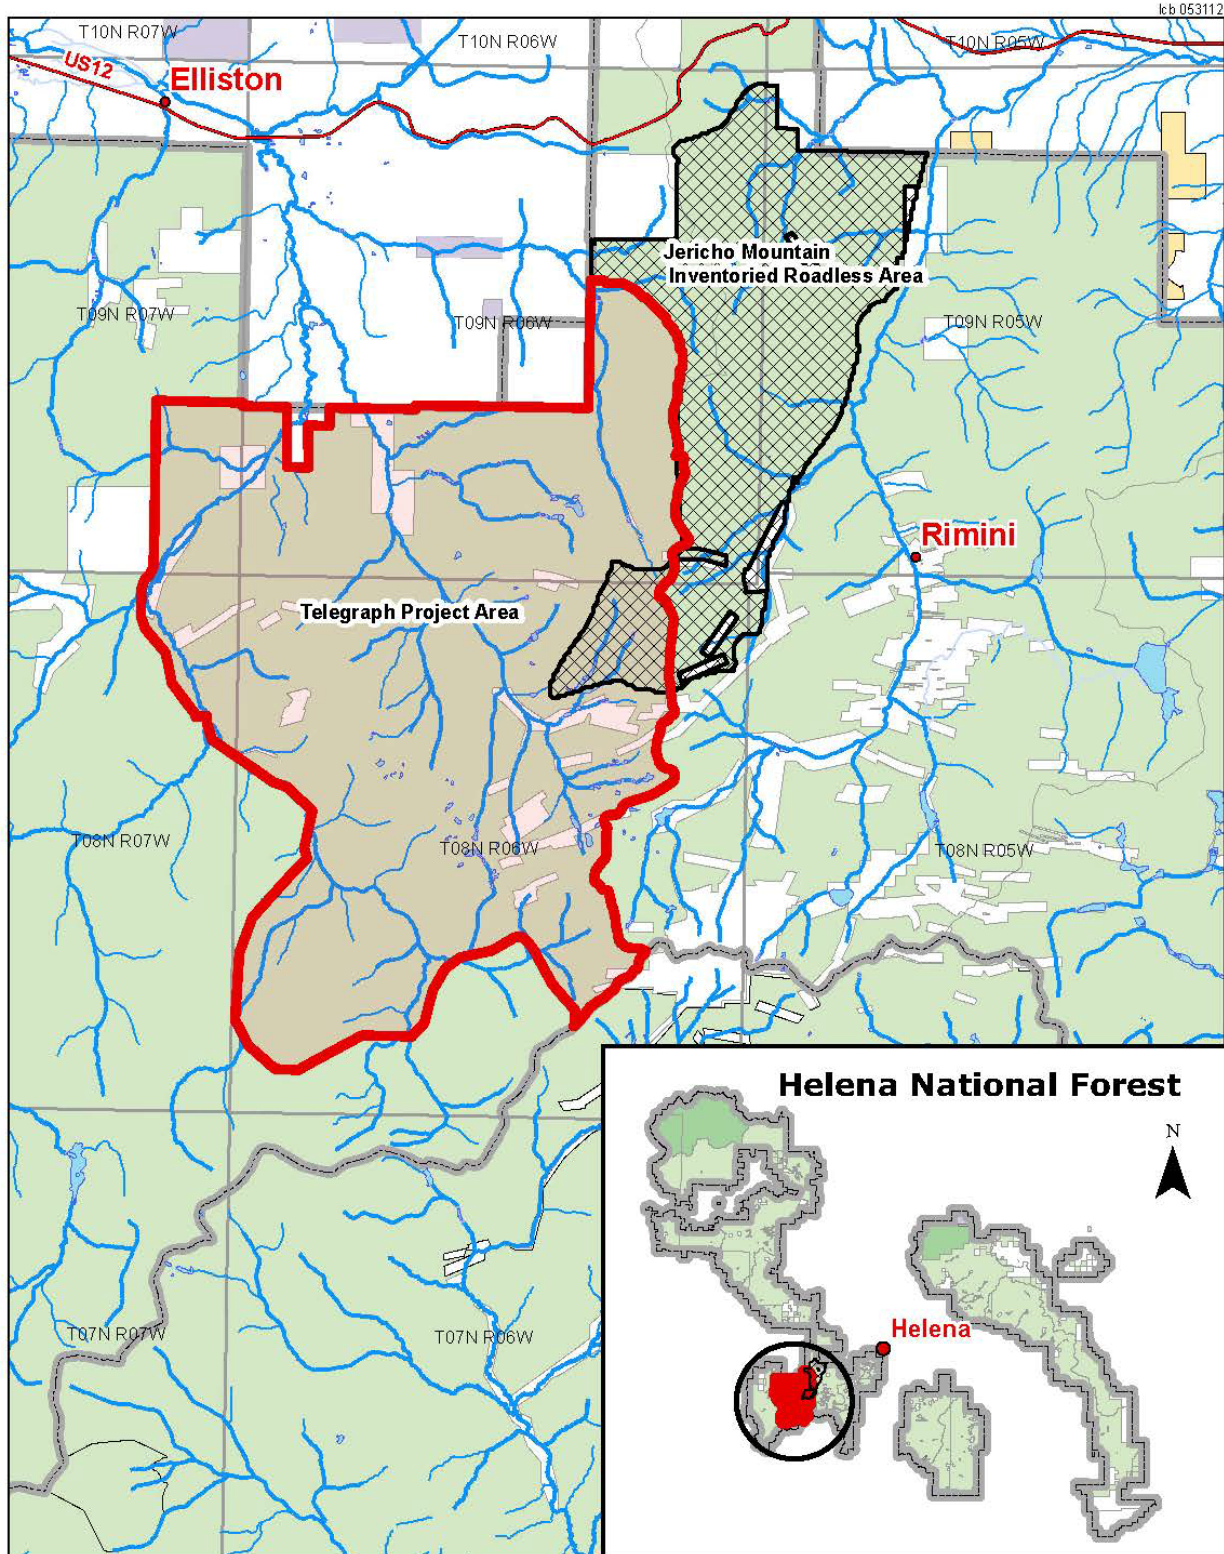 lcb 053112
T10N R07W
T10N R06W
T10N R05W
US12
Elliston
Jericho Mountain
Inventoried Roadless Area
T09N R07W
T09N R06W
T09N R05W
Rimini
Telegraph Project Area
T08N R07W
T08N R06W
T08N R05W
Helena National Forest
N
Helena
T07N R07W
T07N R06W